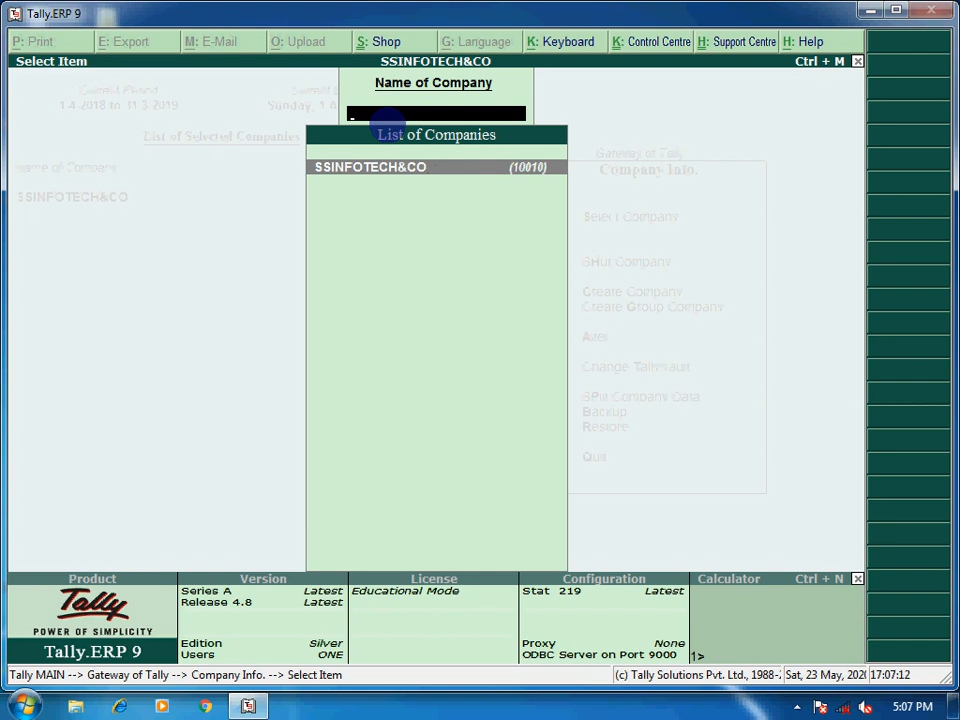 Tally.ERP 9
P: Print
E: Export
M: E-Mail
O: Upload
S: Shop
G: Language
K: Keyboard
K: Control Centre
H: Support Centre
H: Help
Select Item
SSINFOTECH&CO
Ctrl + M
Name of Company
Current Period
1-4-2018 to 31-3-2019
Sunday, 1 A
List of Selected Companies
Name of Company
SSINFOTECH&CO
List of Companies
SSINFOTECH&CO (10010)
Gateway of Tally
Company Info.
Select Company
SHut Company
Create Company
Create Group Company
Alter
Change TallyVault
SPlit Company Data
Backup
Restore
Quit
Product
Tally
POWER OF SIMPLICITY
Tally.ERP 9
Version
Series A Latest
Release 4.8 Latest
Edition Silver
Users ONE
License
Educational Mode
Configuration
Stat 219 Latest
Proxy None
ODBC Server on Port 9000
Calculator Ctrl + N
1>
Tally MAIN --> Gateway of Tally --> Company Info. --> Select Item
(c) Tally Solutions Pvt. Ltd., 1988-
Sat, 23 May, 202
17:07:12
5:07 PM